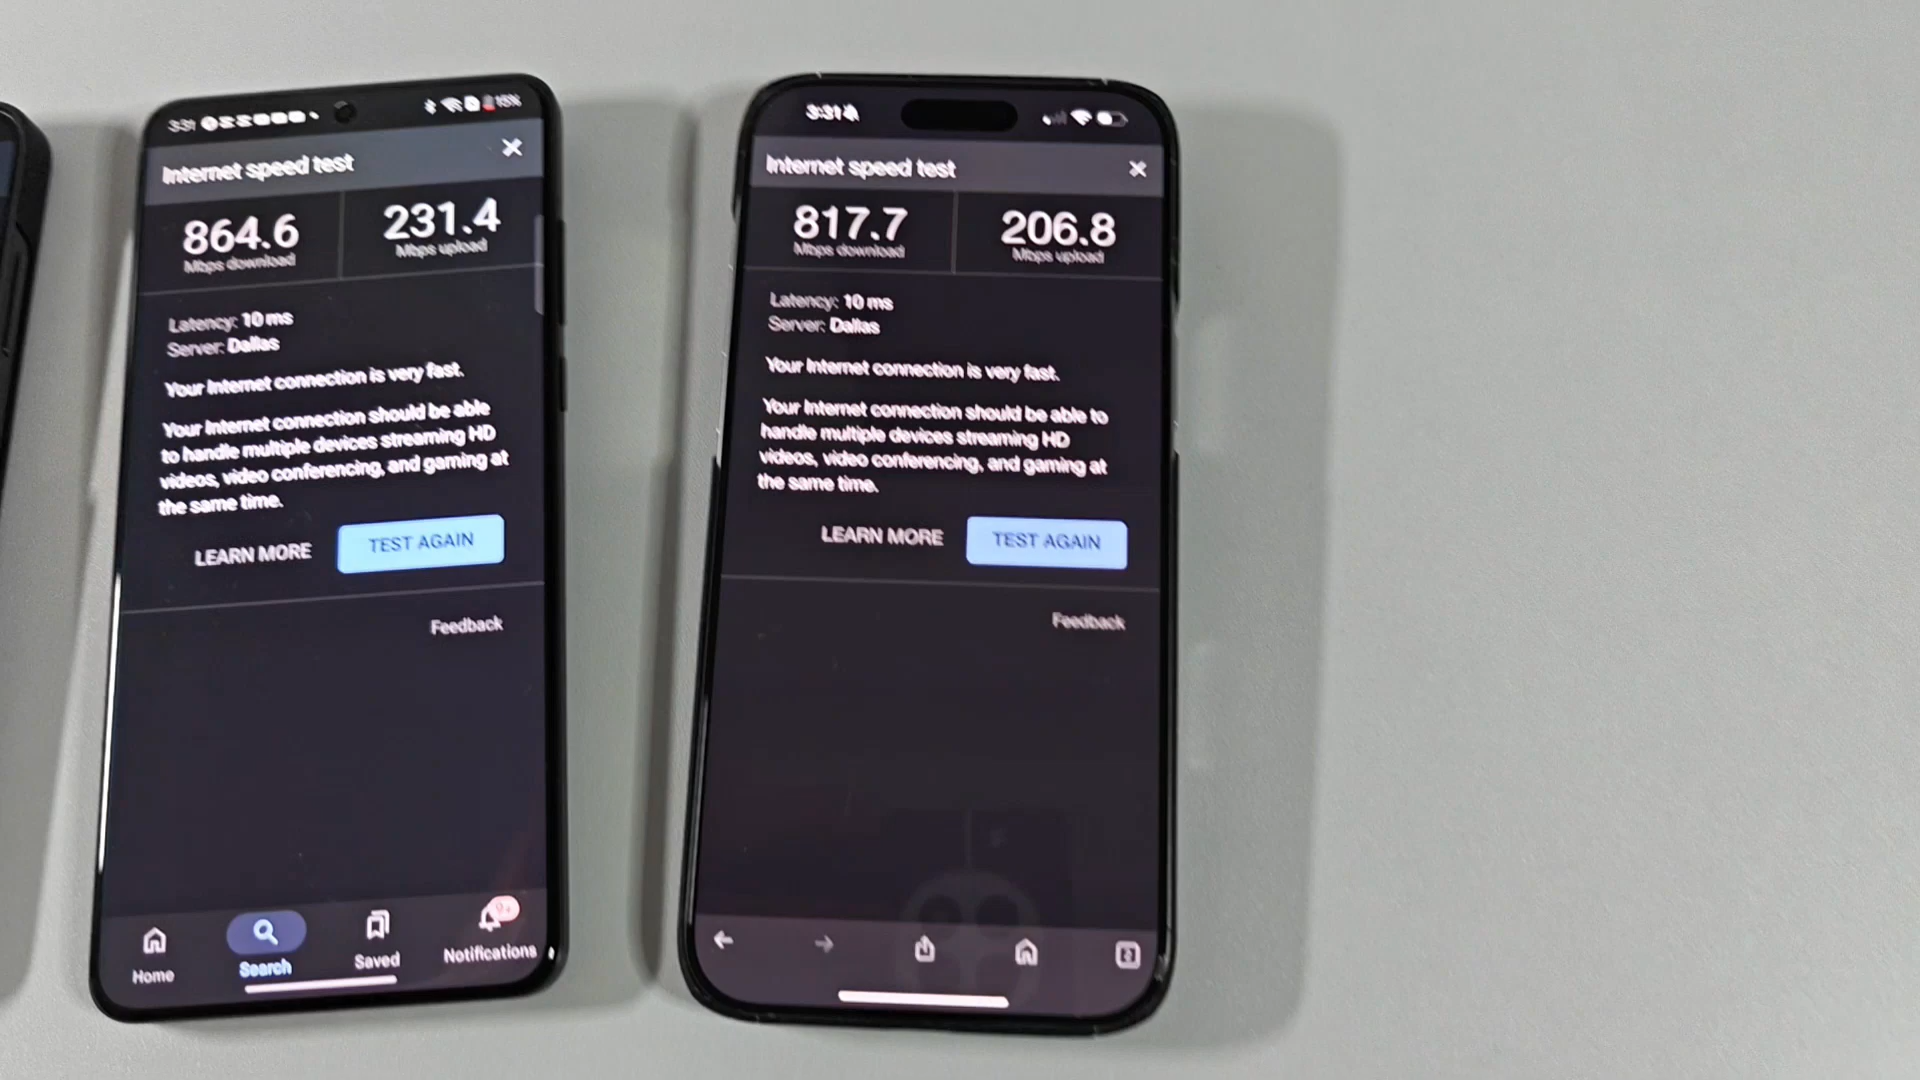 3:31
15%
Internet speed test
864.6
Mbps download
231.4
Mbps upload
Latency: 10 ms
Server: Dallas
Your Internet connection is very fast.
Your Internet connection should be able
to handle multiple devices streaming HD
videos, video conferencing, and gaming at
the same time.
LEARN MORE
TEST AGAIN
Feedback
Home
Search
Saved
9+
Notifications
3:31
Internet speed test
817.7
Mbps download
206.8
Mbps upload
Latency: 10 ms
Server: Dallas
Your Internet connection is very fast.
Your Internet connection should be able to
handle multiple devices streaming HD
videos, video conferencing, and gaming at
the same time.
LEARN MORE
TEST AGAIN
Feedback